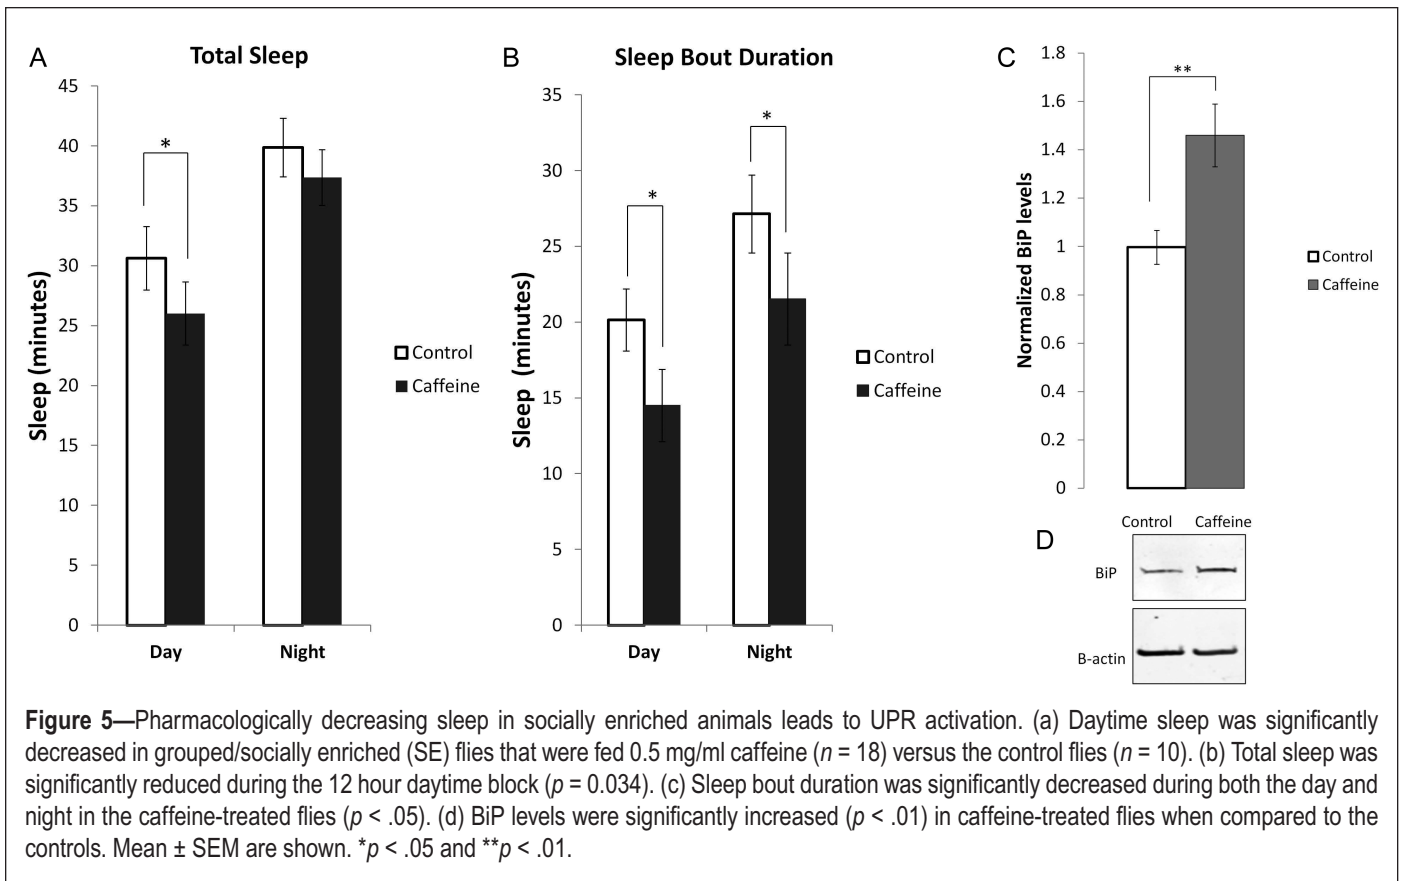 A
Total Sleep
45
40
35
30
25
20
15
10
5
0
Sleep (minutes)
*
Day
Night
Control
Caffeine
B
Sleep Bout Duration
35
30
25
20
15
10
5
0
Sleep (minutes)
*
*
Day
Night
Control
Caffeine
C
1.8
1.6
1.4
1.2
1
0.8
0.6
0.4
0.2
0
Normalized BiP levels
**
Control
Caffeine
D
Control Caffeine
BiP
B-actin
Figure 5—Pharmacologically decreasing sleep in socially enriched animals leads to UPR activation. (a) Daytime sleep was significantly
decreased in grouped/socially enriched (SE) flies that were fed 0.5 mg/ml caffeine (n = 18) versus the control flies (n = 10). (b) Total sleep was
significantly reduced during the 12 hour daytime block (p = 0.034). (c) Sleep bout duration was significantly decreased during both the day and
night in the caffeine-treated flies (p < .05). (d) BiP levels were significantly increased (p < .01) in caffeine-treated flies when compared to the
controls. Mean ± SEM are shown. *p < .05 and **p < .01.